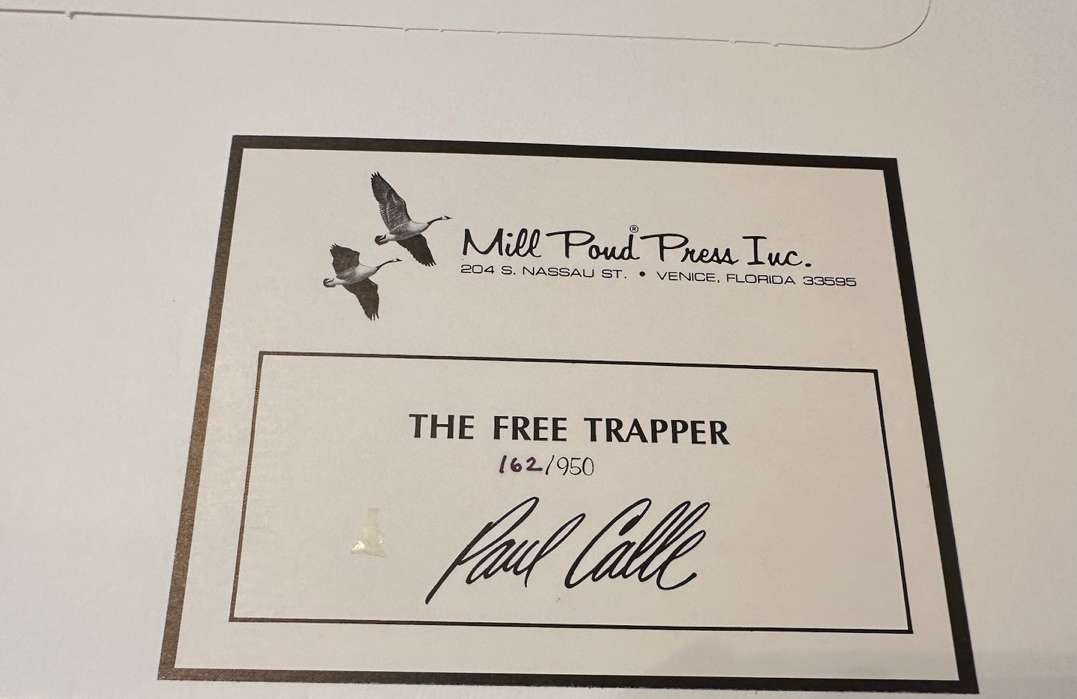 Mill Pond® Press Inc.
204 S. NASSAU ST. • VENICE, FLORIDA 33595
THE FREE TRAPPER
162/950
Paul Calle